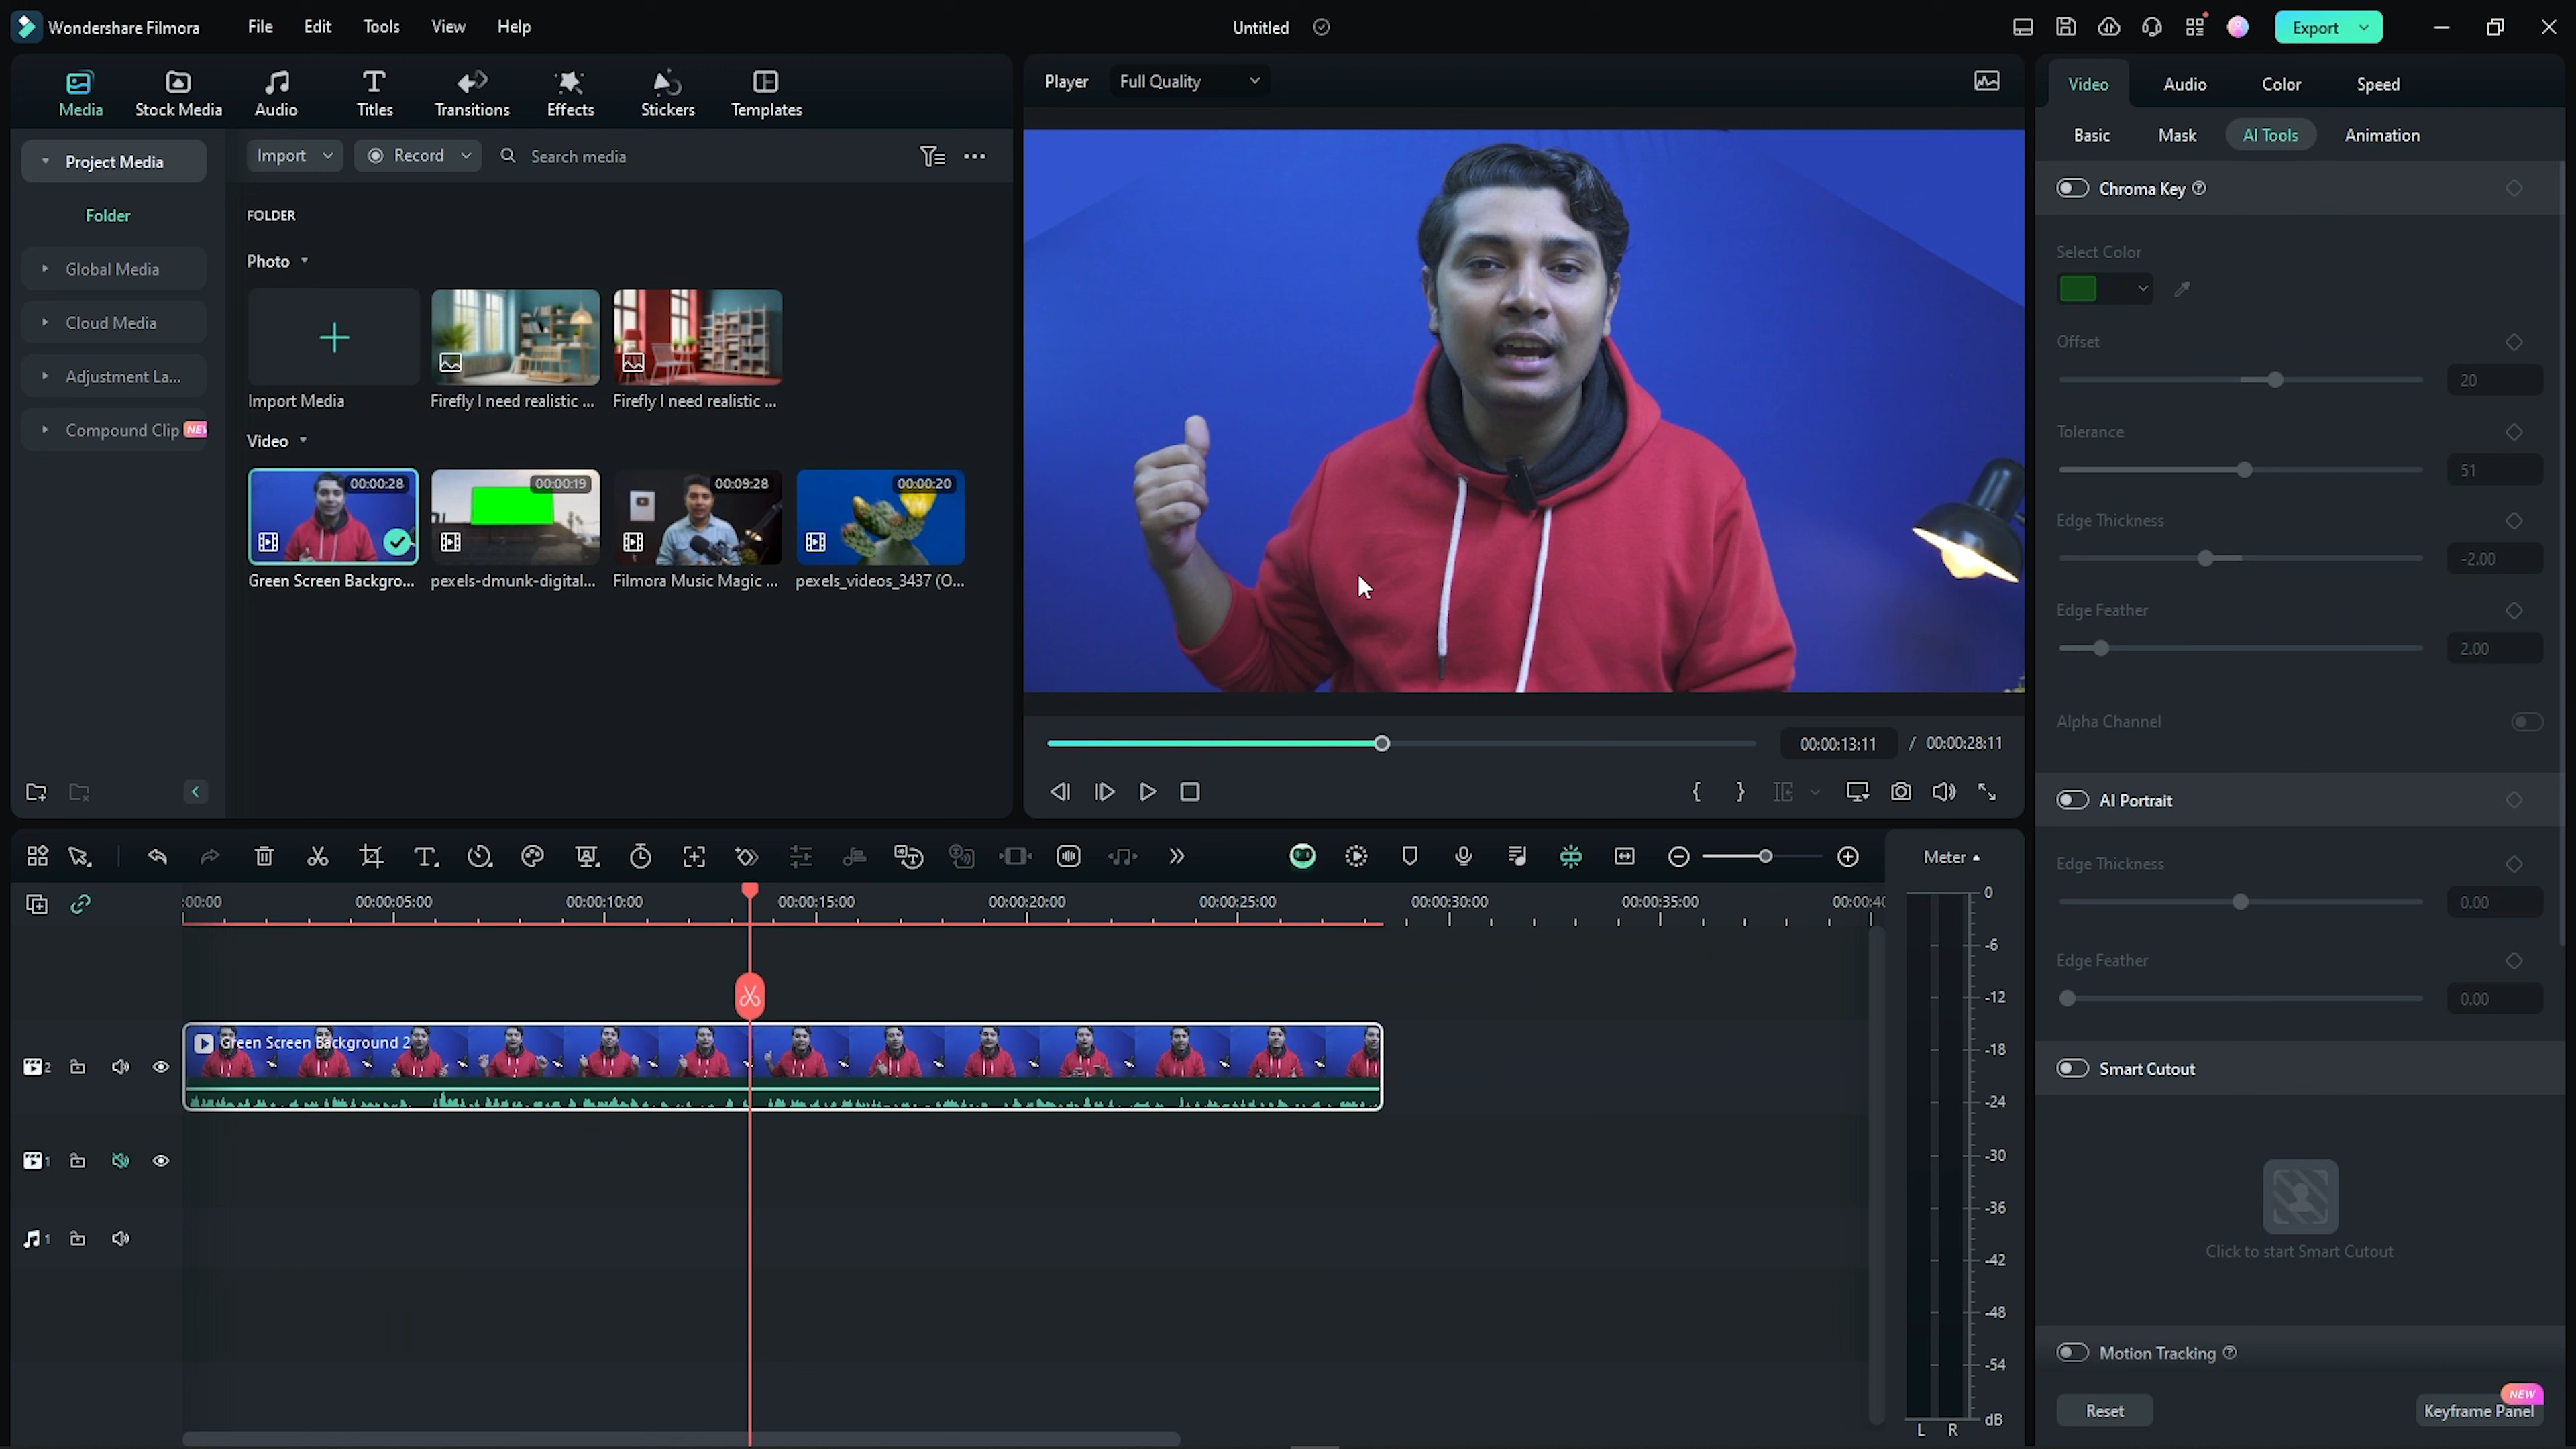 Wondershare Filmora
File
Edit
Tools
View
Help
Untitled
Export
Media
Stock Media
Audio
Titles
Transitions
Effects
Stickers
Templates
Project Media
Folder
Global Media
Cloud Media
Adjustment La...
Compound Clip
Import
Record
Search media
FOLDER
Photo
Import Media
Firefly I need realistic ...
Firefly I need realistic ...
Video
00:00:28
00:00:19
00:09:28
00:00:20
Green Screen Backgro...
pexels-dmunk-digital...
Filmora Music Magic ...
pexels_videos_3437 (O...
Player
Full Quality
00:00:13:11 / 00:00:28:11
Video
Audio
Color
Speed
Basic
Mask
AI Tools
Animation
Chroma Key
Select Color
Offset
20
Tolerance
51
Edge Thickness
-2.00
Edge Feather
2.00
Alpha Channel
AI Portrait
Edge Thickness
0.00
Edge Feather
0.00
Smart Cutout
Click to start Smart Cutout
Motion Tracking
Reset
NEW
Keyframe Panel
Meter
:00:00
00:00:05:00
00:00:10:00
00:00:15:00
00:00:20:00
00:00:25:00
00:00:30:00
00:00:35:00
Green Screen Background 2
2
1
1
0
-6
-12
-18
-24
-30
-36
-42
-48
-54
dB
L R